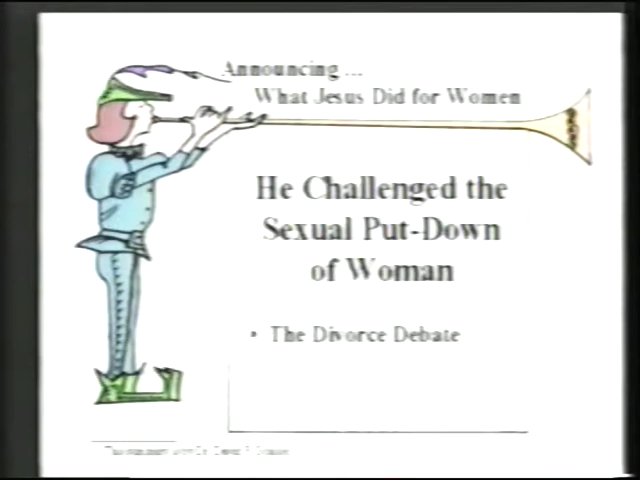 Announcing ...
What Jesus Did for Women
He Challenged the
Sexual Put-Down
of Woman
• The Divorce Debate